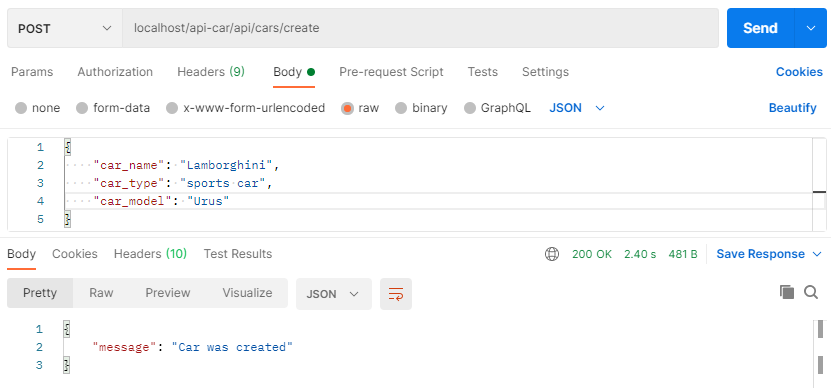 POST localhost/api-car/api/cars/create Send
Params Authorization Headers (9) Body Pre-request Script Tests Settings Cookies
none form-data x-www-form-urlencoded raw binary GraphQL JSON Beautify
1 {
2 "car_name": "Lamborghini",
3 "car_type": "sports car",
4 "car_model": "Urus"
5 }
Body Cookies Headers (10) Test Results 200 OK 2.40 s 481 B Save Response
Pretty Raw Preview Visualize JSON
1 {
2 "message": "Car was created"
3 }